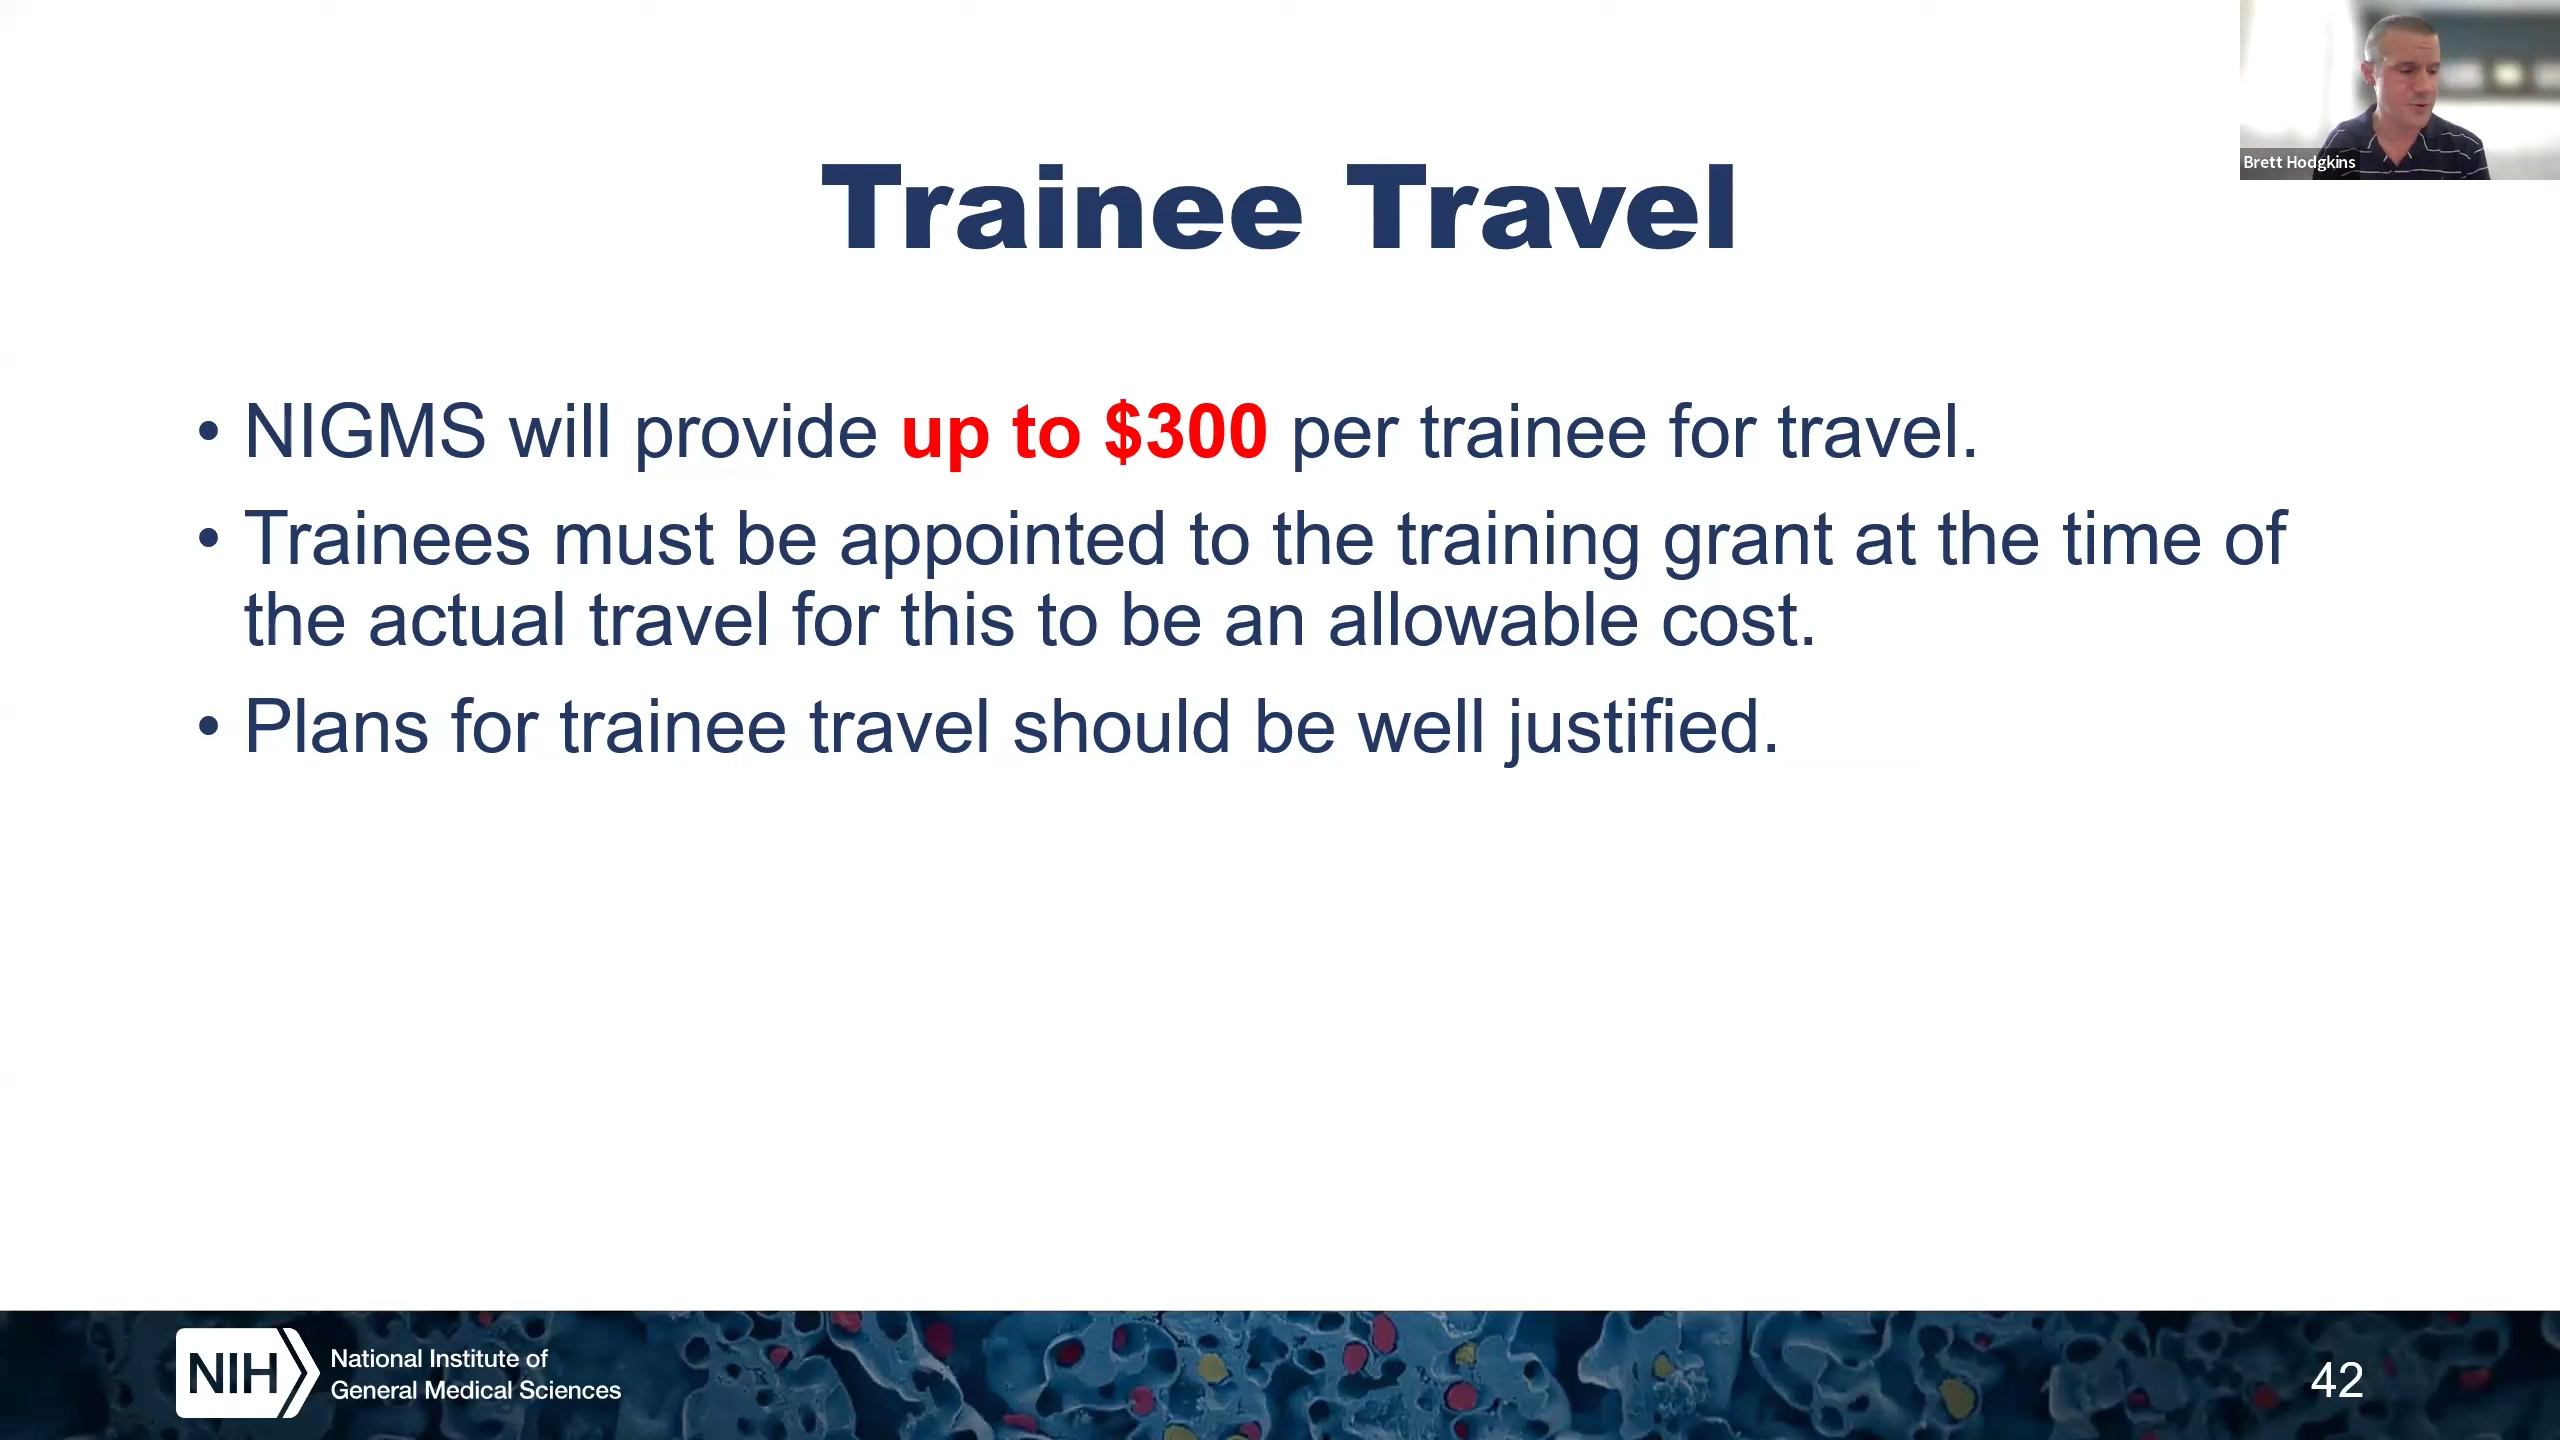 Brett Hodgkins
Trainee Travel
• NIGMS will provide up to $300 per trainee for travel.
• Trainees must be appointed to the training grant at the time of
the actual travel for this to be an allowable cost.
• Plans for trainee travel should be well justified.
NIH
National Institute of
General Medical Sciences
42